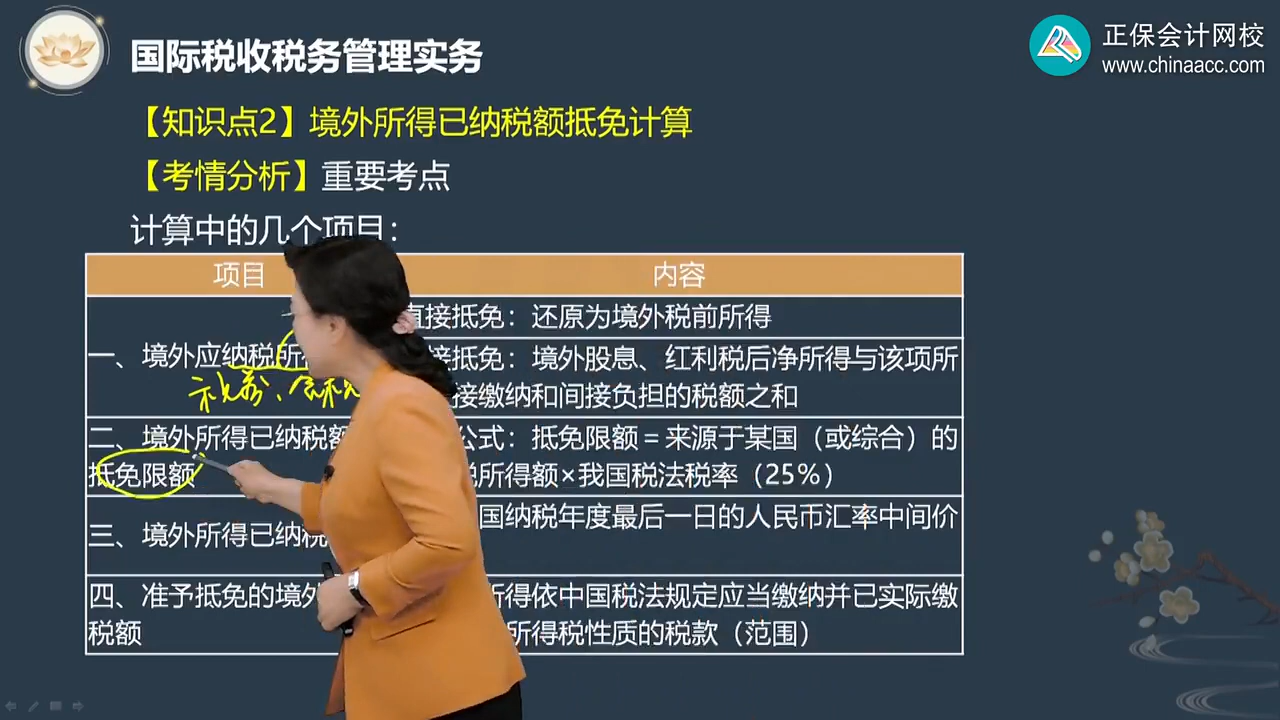 国际税收税务管理实务
正保会计网校
www.chinaacc.com
【知识点2】境外所得已纳税额抵免计算
【考情分析】重要考点
计算中的几个项目：
项目
内容
直接抵免：还原为境外税前所得
一、境外应纳税所
接抵免：境外股息、红利税后净所得与该项所
接缴纳和间接负担的税额之和
税前、含税
二、境外所得已纳税额
抵免限额
公式：抵免限额＝来源于某国（或综合）的
税所得额×我国税法税率（25%）
三、境外所得已纳税
国纳税年度最后一日的人民币汇率中间价
四、准予抵免的境外
税额
所得依中国税法规定应当缴纳并已实际缴
所得税性质的税款（范围）